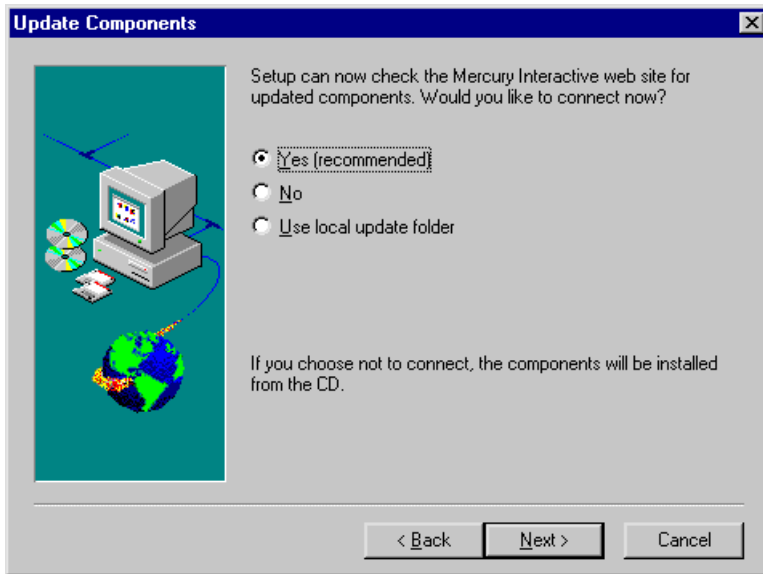 Update Components
Setup can now check the Mercury Interactive web site for
updated components. Would you like to connect now?
Yes (recommended)
No
Use local update folder
If you choose not to connect, the components will be installed
from the CD.
< Back
Next >
Cancel